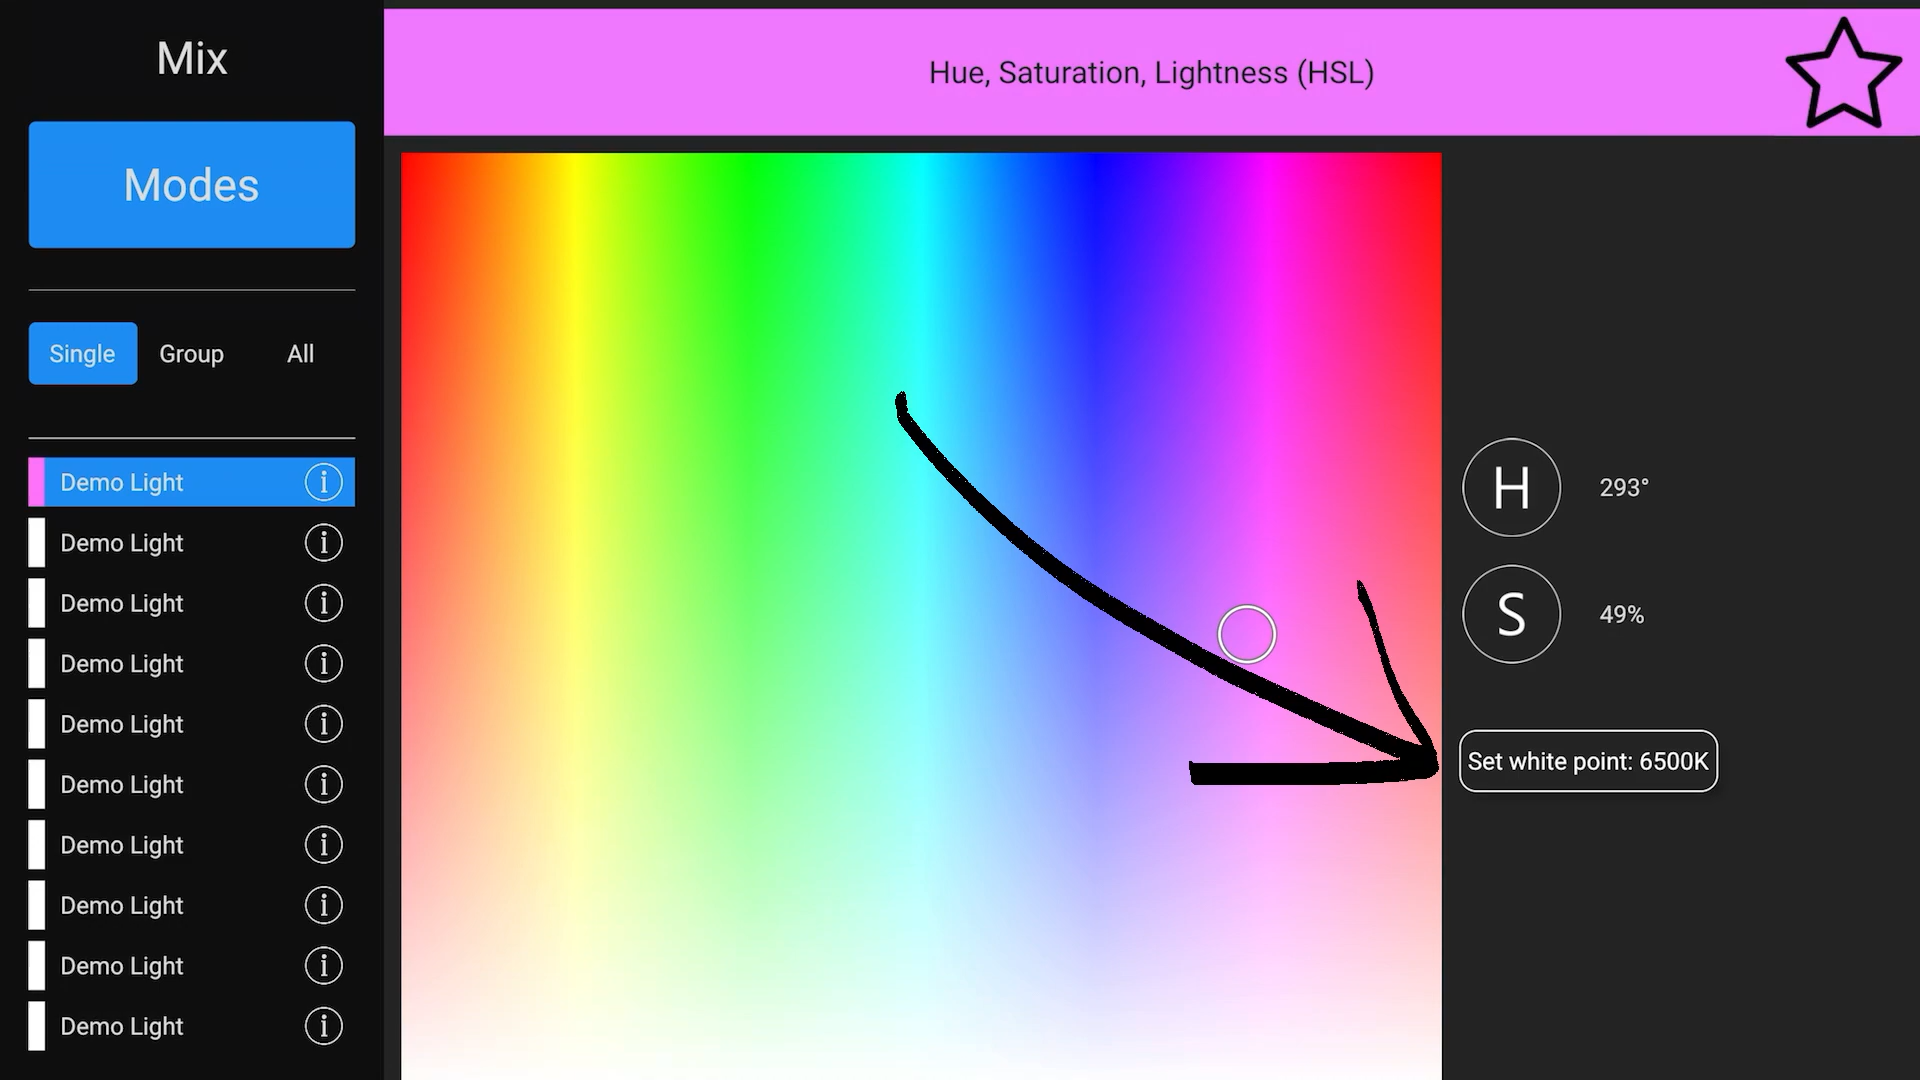 Mix
Modes
Single Group All
Demo Light i
Demo Light i
Demo Light i
Demo Light i
Demo Light i
Demo Light i
Demo Light i
Demo Light i
Demo Light i
Demo Light i
Hue, Saturation, Lightness (HSL)
H 293°
S 49%
Set white point: 6500K